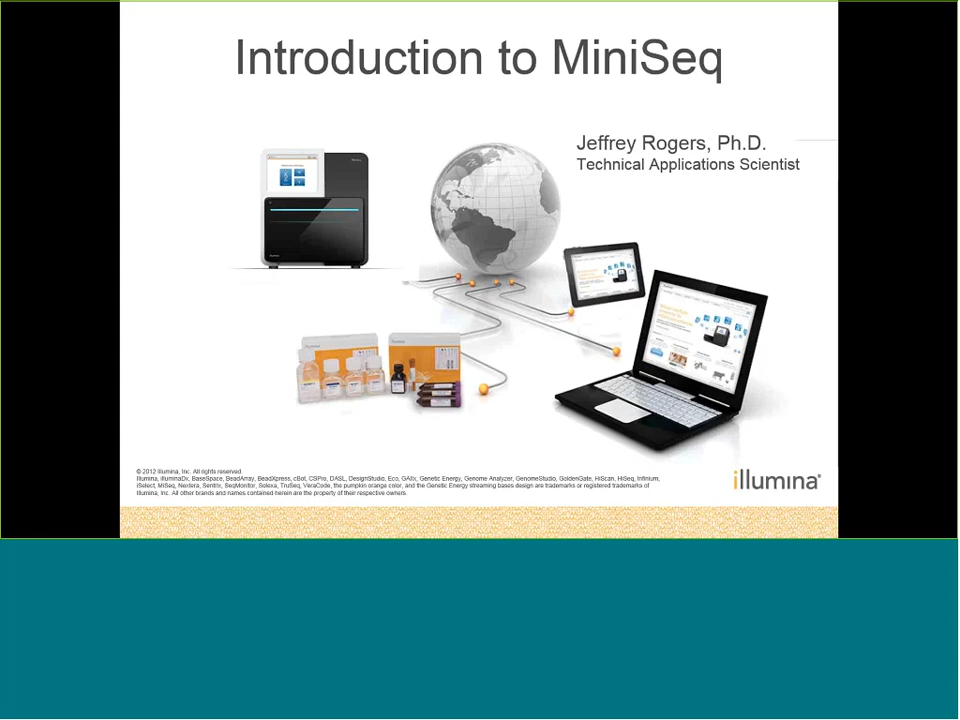 Introduction to MiniSeq
Jeffrey Rogers, Ph.D.
Technical Applications Scientist
© 2012 Illumina, Inc. All rights reserved.
Illumina, illuminaDx, BaseSpace, BeadArray, BeadXpress, cBot, CSPro, DASL, DesignStudio, Eco, GAIIx, Genetic Energy, Genome Analyzer, GenomeStudio, GoldenGate, HiScan, HiSeq, Infinium,
iSelect, MiSeq, Nextera, Sentrix, SeqMonitor, Solexa, TruSeq, VeraCode, the pumpkin orange color, and the Genetic Energy streaming bases design are trademarks or registered trademarks of
Illumina, Inc. All other brands and names contained herein are the property of their respective owners.
illumina®